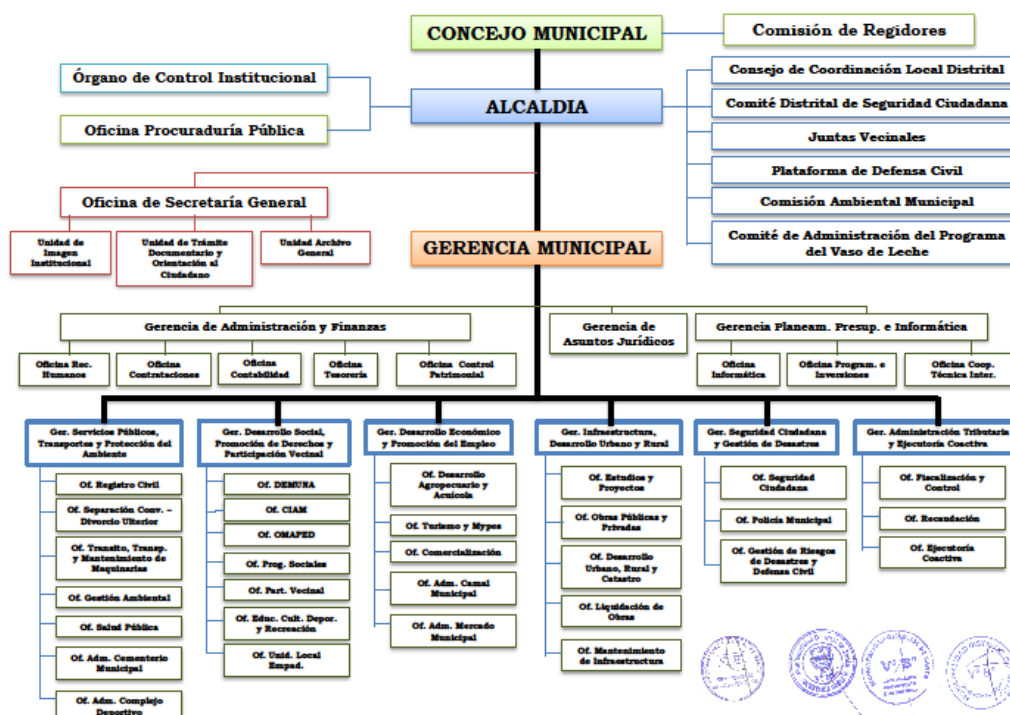 CONCEJO MUNICIPAL
Comisión de Regidores
Órgano de Control Institucional
Oficina Procuraduría Pública
ALCALDIA
Consejo de Coordinación Local Distrital
Comité Distrital de Seguridad Ciudadana
Juntas Vecinales
Plataforma de Defensa Civil
Comisión Ambiental Municipal
Comité de Administración del Programa
del Vaso de Leche
Oficina de Secretaría General
Unidad de
Imagen
Institucional
Unidad de Trámite
Documentario y
Orientación al
Ciudadano
Unidad Archivo
General
GERENCIA MUNICIPAL
Gerencia de Administración y Finanzas
Gerencia de
Asuntos Jurídicos
Gerencia Planeam. Presup. e Informática
Oficina Rec.
Humanos
Oficina
Contrataciones
Oficina
Contabilidad
Oficina
Tesorería
Oficina Control
Patrimonial
Oficina
Informática
Oficina Program. e
Inversiones
Oficina Coop.
Técnica Inter.
Ger. Servicios Públicos,
Transportes y Protección del
Ambiente
Of. Registro Civil
Of. Separación Conv. –
Divorcio Ulterior
Of. Transito, Transp.
y Mantenimiento de
Maquinarias
Of. Gestión Ambiental
Of. Salud Pública
Of. Adm. Cementerio
Municipal
Of. Adm. Complejo
Deportivo
Ger. Desarrollo Social,
Promoción de Derechos y
Participación Vecinal
Of. DEMUNA
Of. CIAM
Of. OMAPED
Of. Prog. Sociales
Of. Part. Vecinal
Of. Educ. Cult. Depor.
y Recreación
Of. Unid. Local
Empad.
Ger. Desarrollo Económico
y Promoción del Empleo
Of. Desarrollo
Agropecuario y
Acuícola
Of. Turismo y Mypes
Of. Comercialización
Of. Adm. Camal
Municipal
Of. Adm. Mercado
Municipal
Ger. Infraestructura,
Desarrollo Urbano y Rural
Of. Estudios y
Proyectos
Of. Obras Públicas y
Privadas
Of. Desarrollo
Urbano, Rural y
Catastro
Of. Liquidación de
Obras
Of. Mantenimiento
de Infraestructura
Ger. Seguridad Ciudadana
y Gestión de Desastres
Of. Seguridad
Ciudadana
Of. Policía Municipal
Of. Gestión de Riesgos
de Desastres y
Defensa Civil
Ger. Administración Tributaria
y Ejecutoría Coactiva
Of. Fiscalización y
Control
Of. Recaudación
Of. Ejecutoría
Coactiva